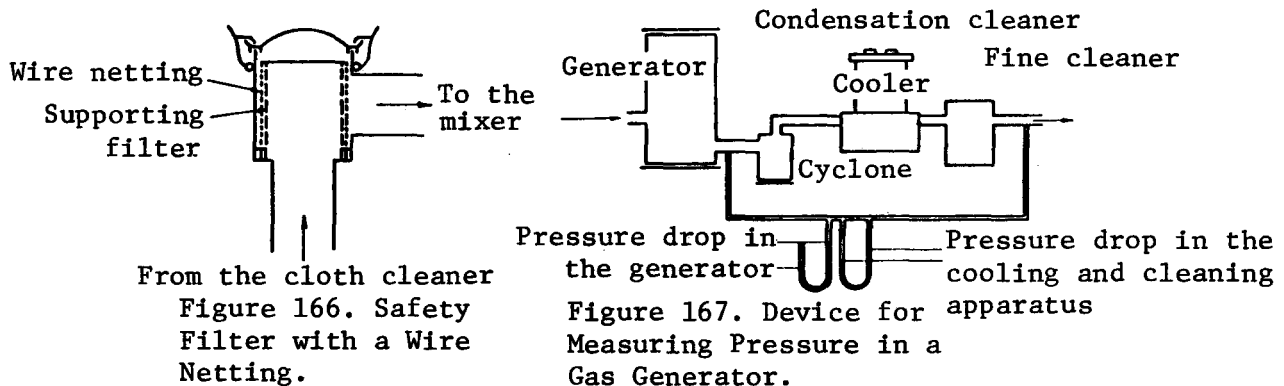 Wire netting
Supporting
filter
To the
mixer
From the cloth cleaner
Figure 166. Safety
Filter with a Wire
Netting.
Condensation cleaner
Fine cleaner
Generator
Cooler
Cyclone
Pressure drop in
the generator
Pressure drop in the
cooling and cleaning
apparatus
Figure 167. Device for
Measuring Pressure in a
Gas Generator.